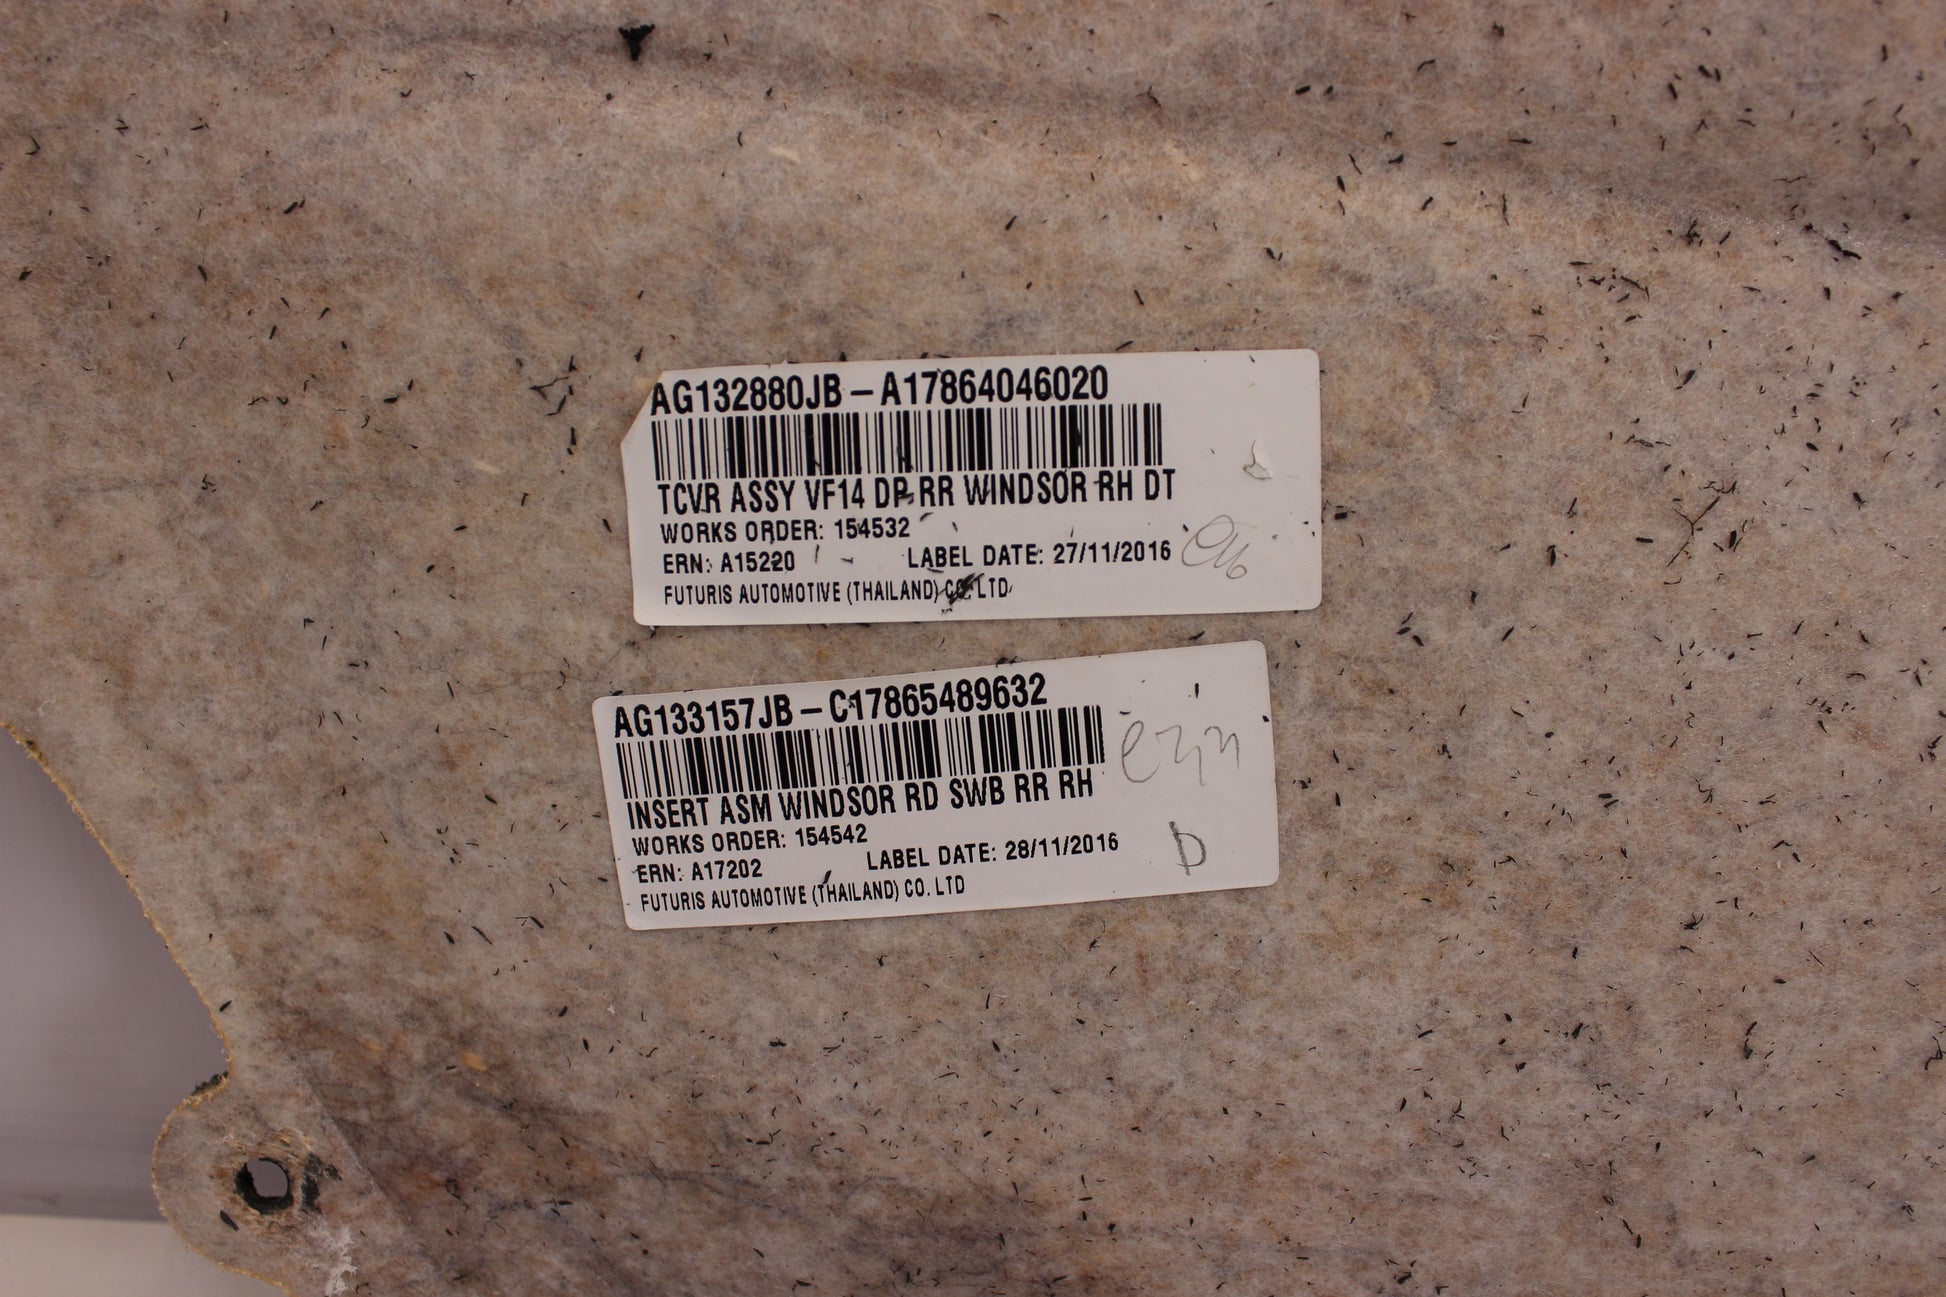 AG132880JB – A17864046020
TCVR ASSY VF14 DP RR WINDSOR RH DT
WORKS ORDER: 154532
ERN: A15220 LABEL DATE: 27/11/2016
FUTURIS AUTOMOTIVE (THAILAND) CO. LTD
AG133157JB – C17865489632
INSERT ASM WINDSOR RD SWB RR RH
WORKS ORDER: 154542
ERN: A17202 LABEL DATE: 28/11/2016
FUTURIS AUTOMOTIVE (THAILAND) CO. LTD